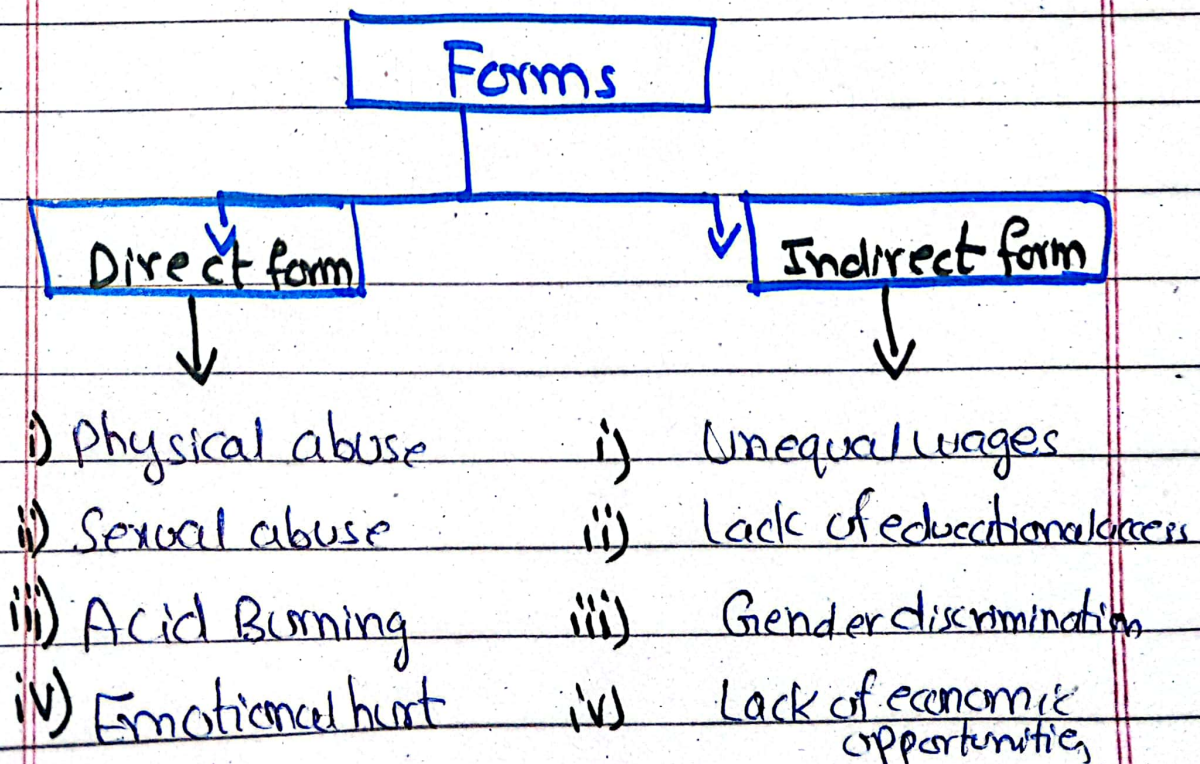 Forms
Direct form Indirect form
i) Physical abuse i) Unequal wages
ii) Sexual abuse ii) Lack of educational access
iii) Acid Burning iii) Gender discrimination
iv) Emotional hurt iv) Lack of economic
opportunities